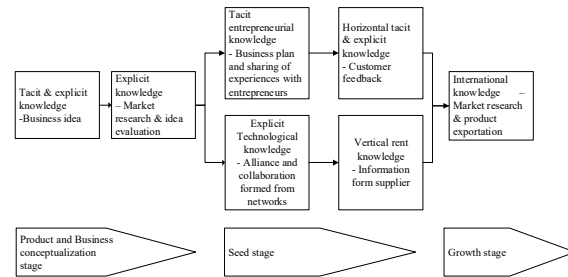 Tacit & explicit
knowledge
-Business idea
Explicit
knowledge
– Market
research & idea
evaluation
Tacit
entrepreneurial
knowledge
- Business plan
and sharing of
experiences with
entrepreneurs
Horizontal tacit
& explicit
knowledge
- Customer
feedback
Explicit
Technological
knowledge
- Alliance and
collaboration
formed from
networks
Vertical rent
knowledge
- Information
form supplier
International
knowledge –
Market research
& product
exportation
Product and Business
conceptualization
stage
Seed stage
Growth stage